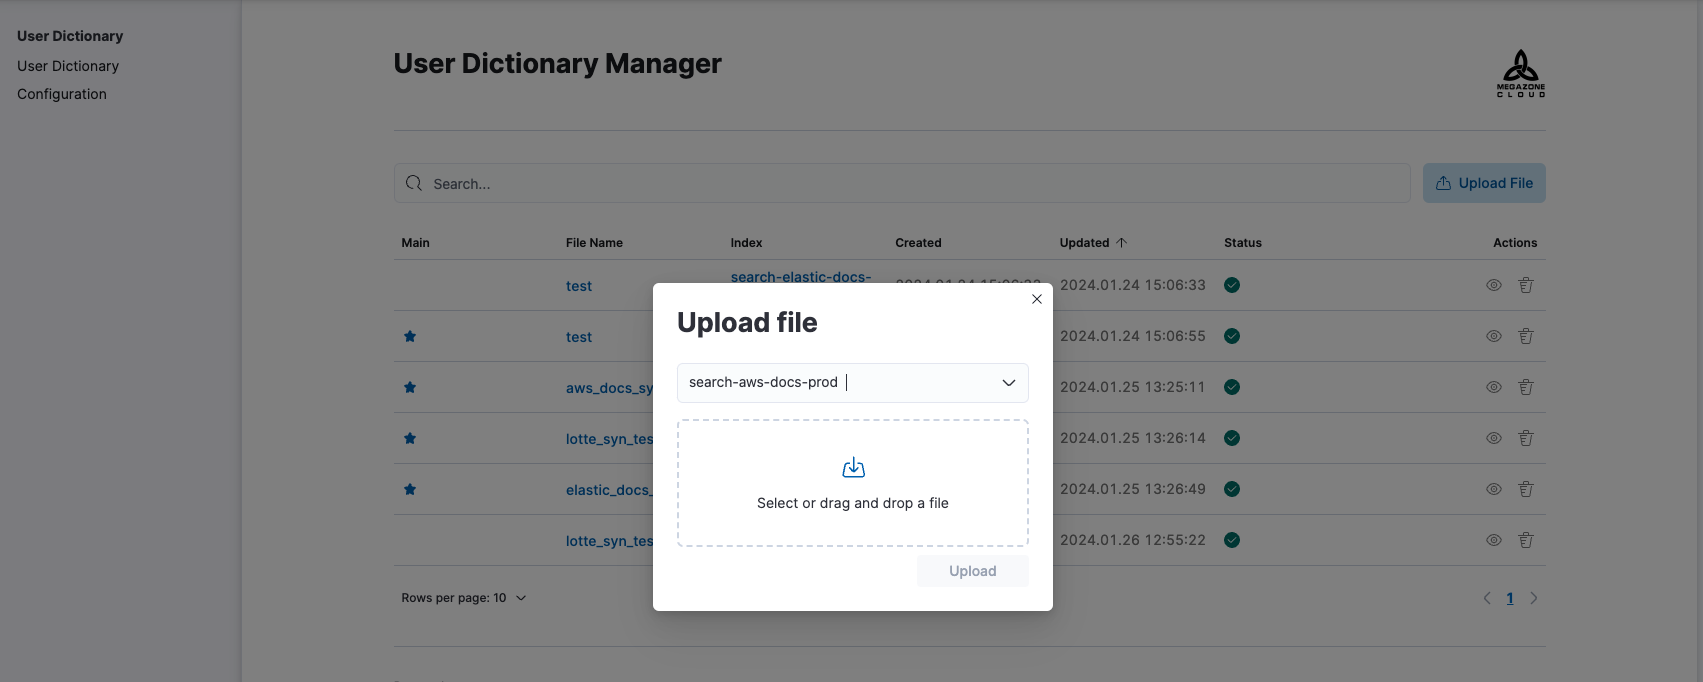 User Dictionary
User Dictionary
Configuration
User Dictionary Manager
MEGAZONE
CLOUD
Search...
Upload File
Main File Name Index Created Updated Status Actions
test search-elastic-docs- 2024.01.24 15:06:33
test 2024.01.24 15:06:55
aws_docs_sy 2024.01.25 13:25:11
lotte_syn_tes 2024.01.25 13:26:14
elastic_docs_ 2024.01.25 13:26:49
lotte_syn_tes 2024.01.26 12:55:22
Rows per page: 10
1
Upload file
search-aws-docs-prod
Select or drag and drop a file
Upload